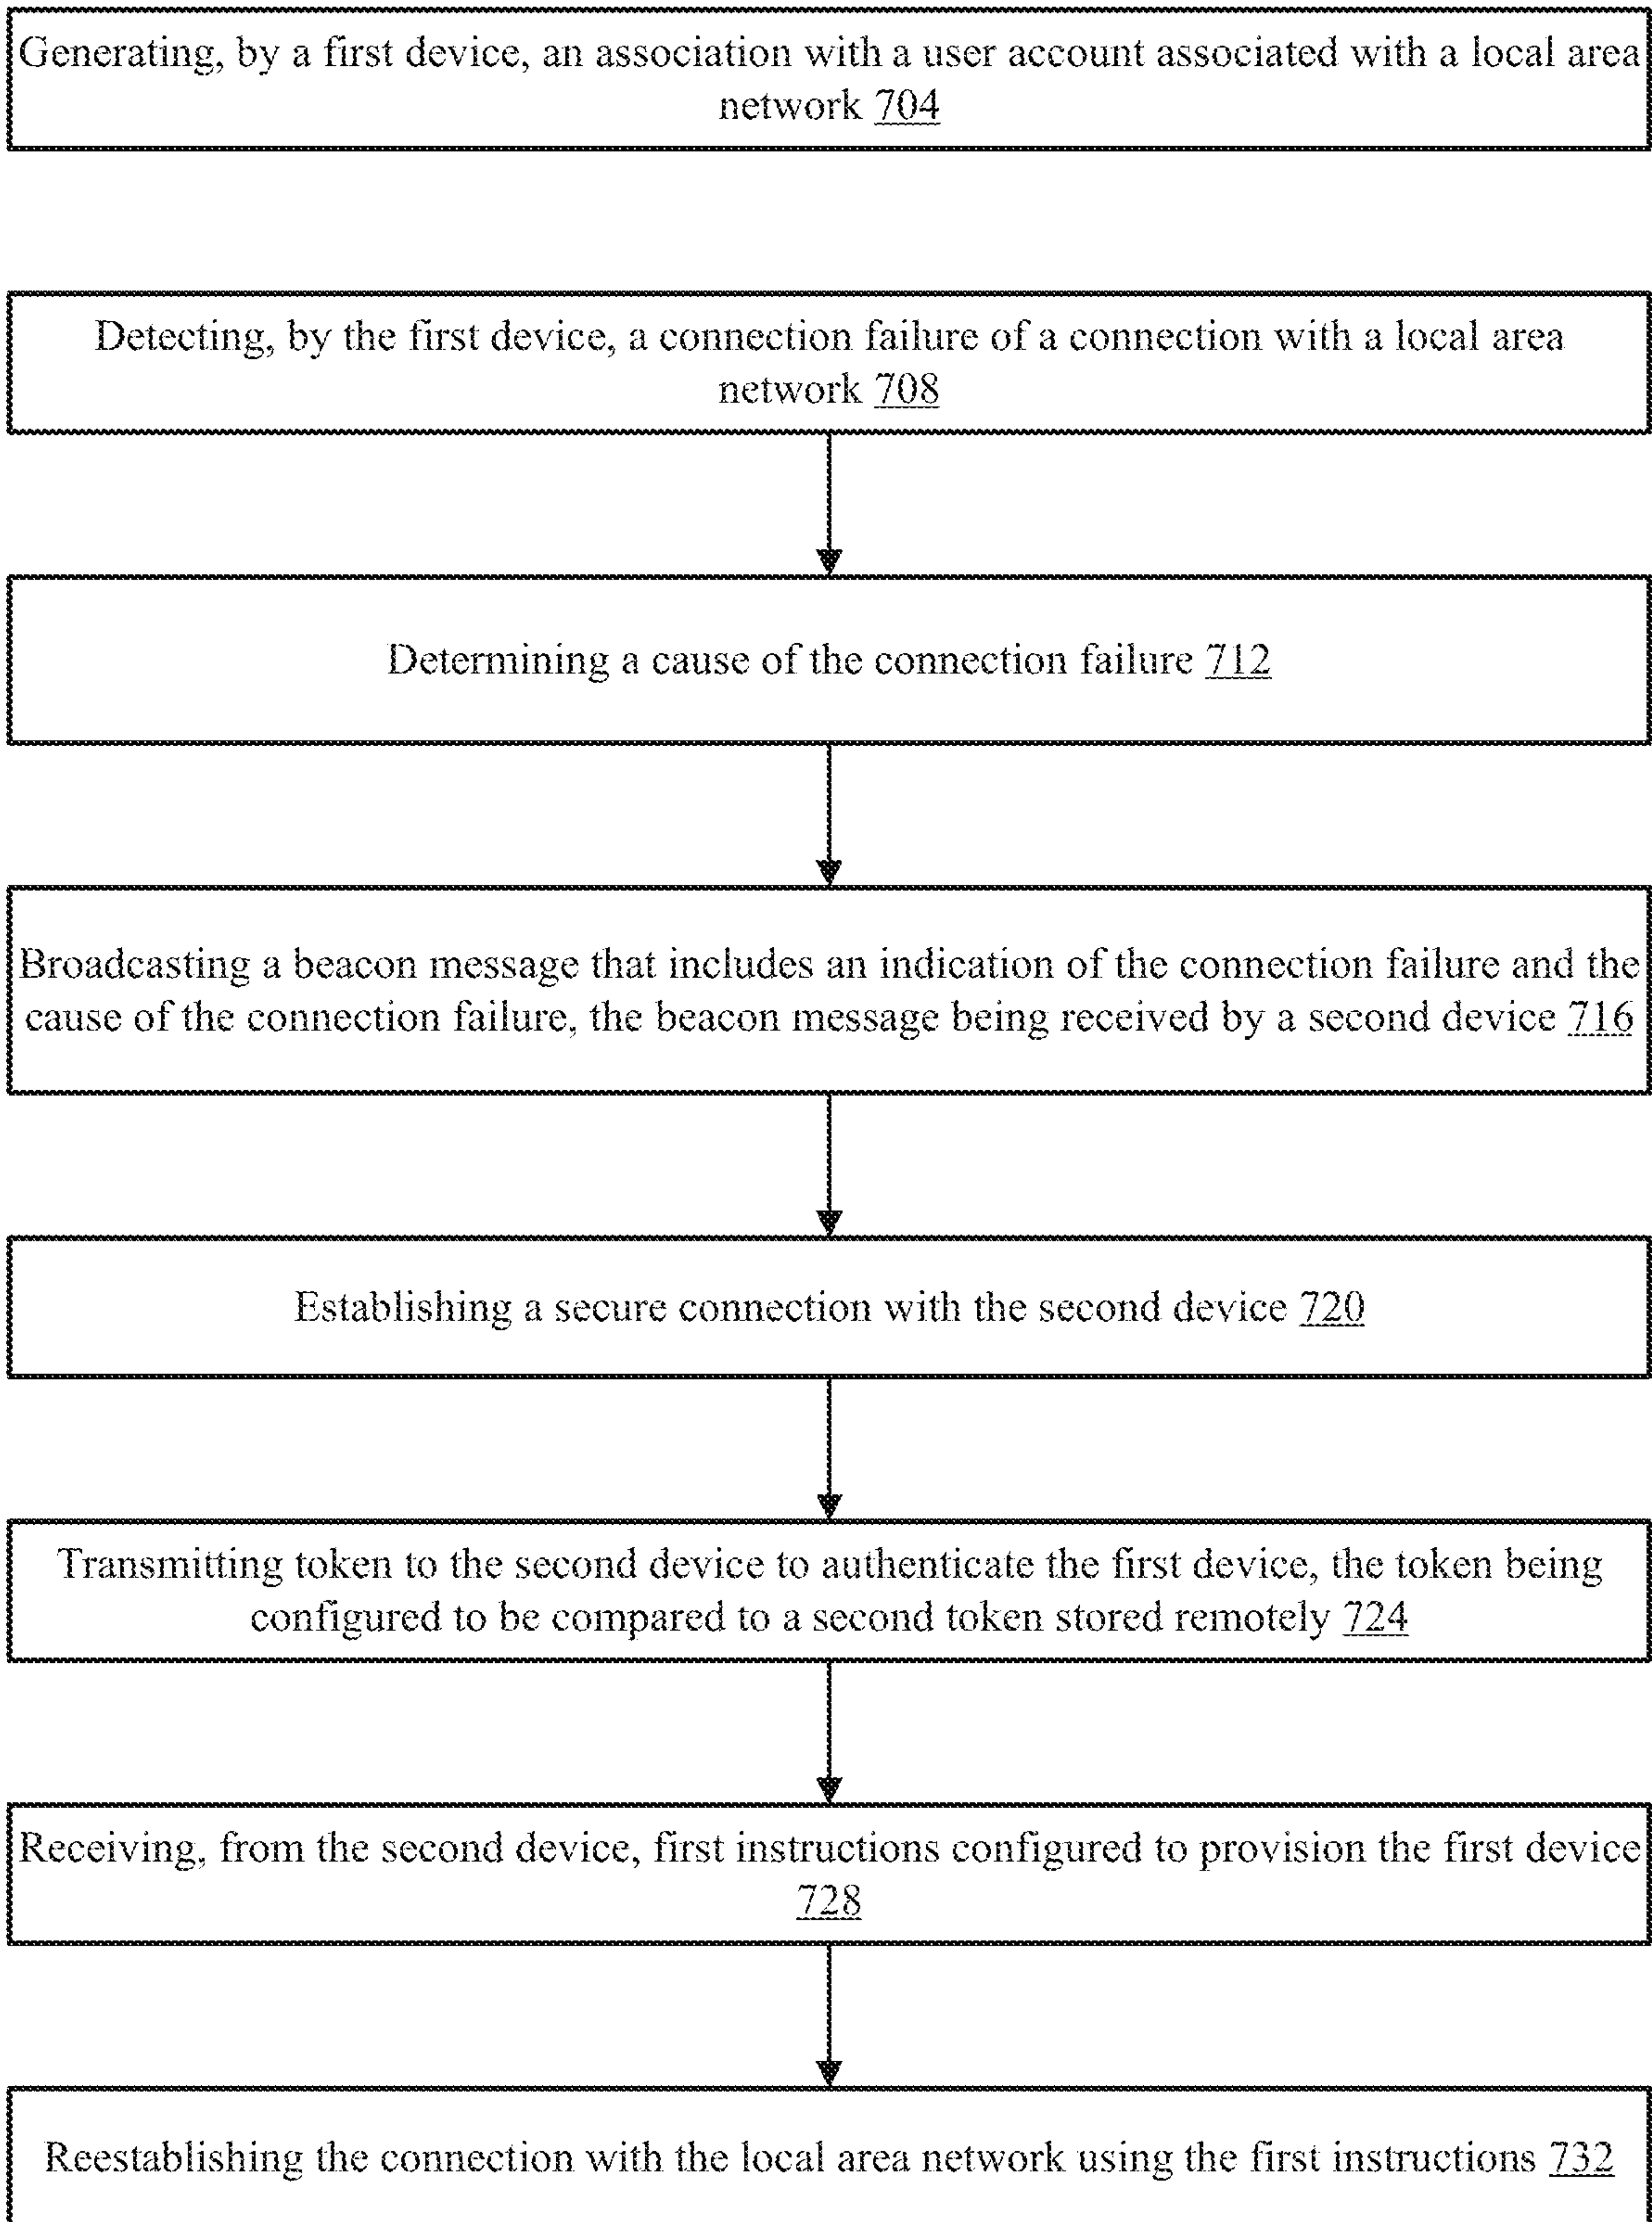 Generating, by a first device, an association with a user account associated with a local area
network 704
Detecting, by the first device, a connection failure of a connection with a local area
network 708
Determining a cause of the connection failure 712
Broadcasting a beacon message that includes an indication of the connection failure and the
cause of the connection failure, the beacon message being received by a second device 716
Establishing a secure connection with the second device 720
Transmitting token to the second device to authenticate the first device, the token being
configured to be compared to a second token stored remotely 724
Receiving, from the second device, first instructions configured to provision the first device
728
Reestablishing the connection with the local area network using the first instructions 732